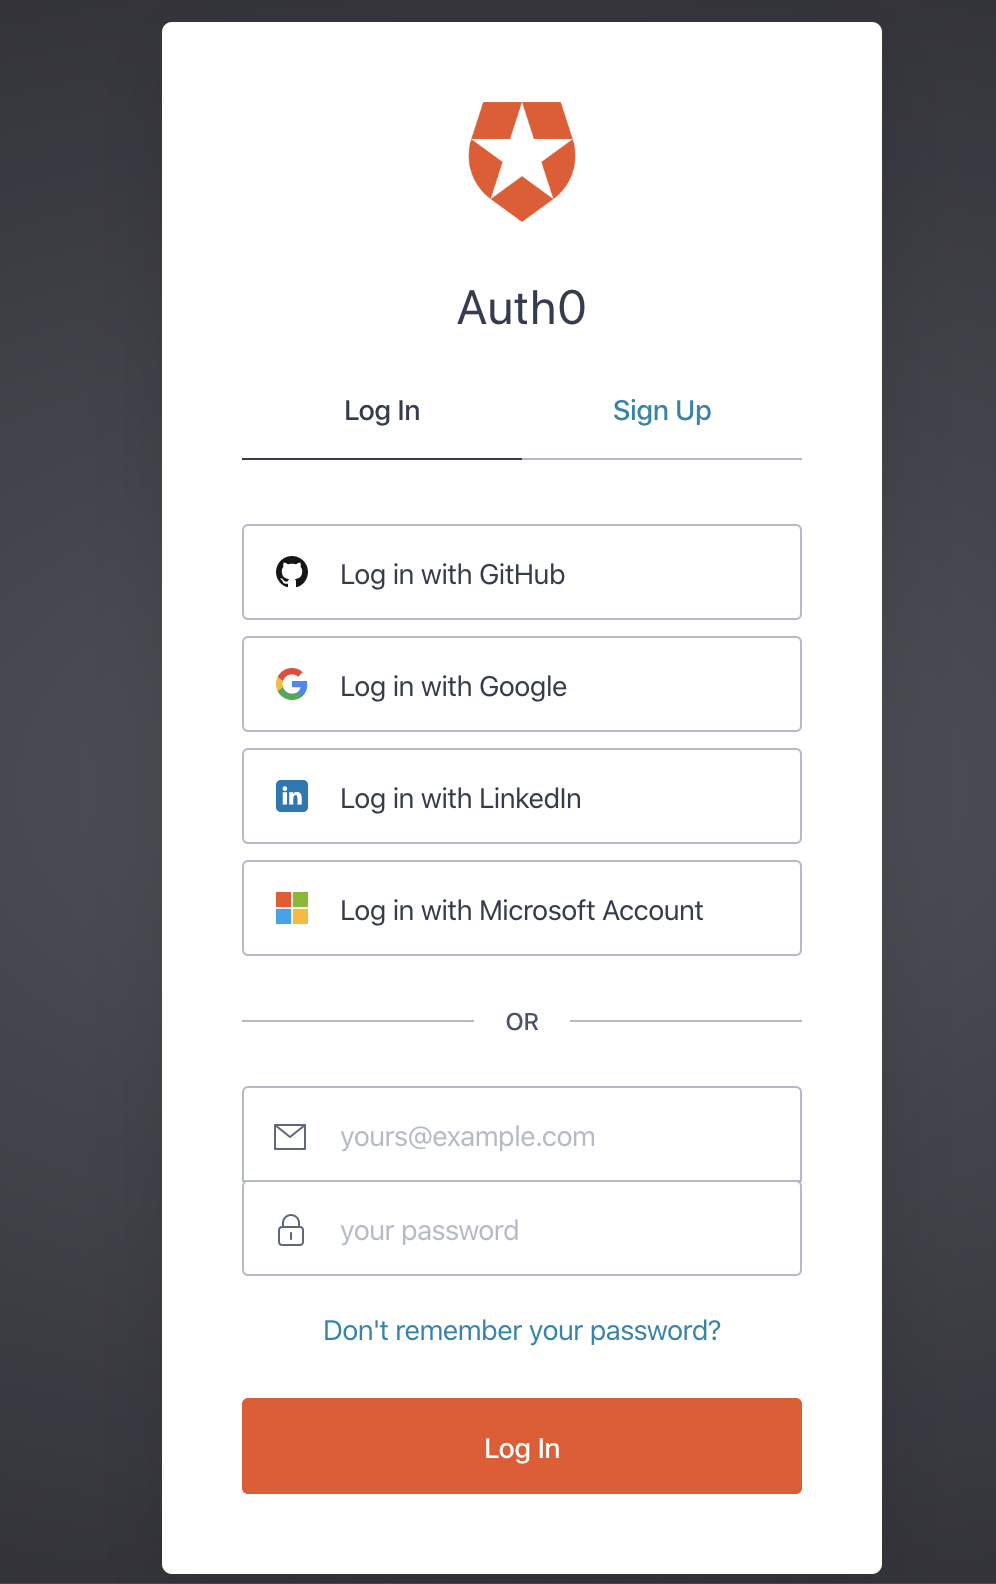 Auth0
Log In
Sign Up
Log in with GitHub
Log in with Google
in
Log in with LinkedIn
Log in with Microsoft Account
OR
yours@example.com
your password
Don't remember your password?
Log In